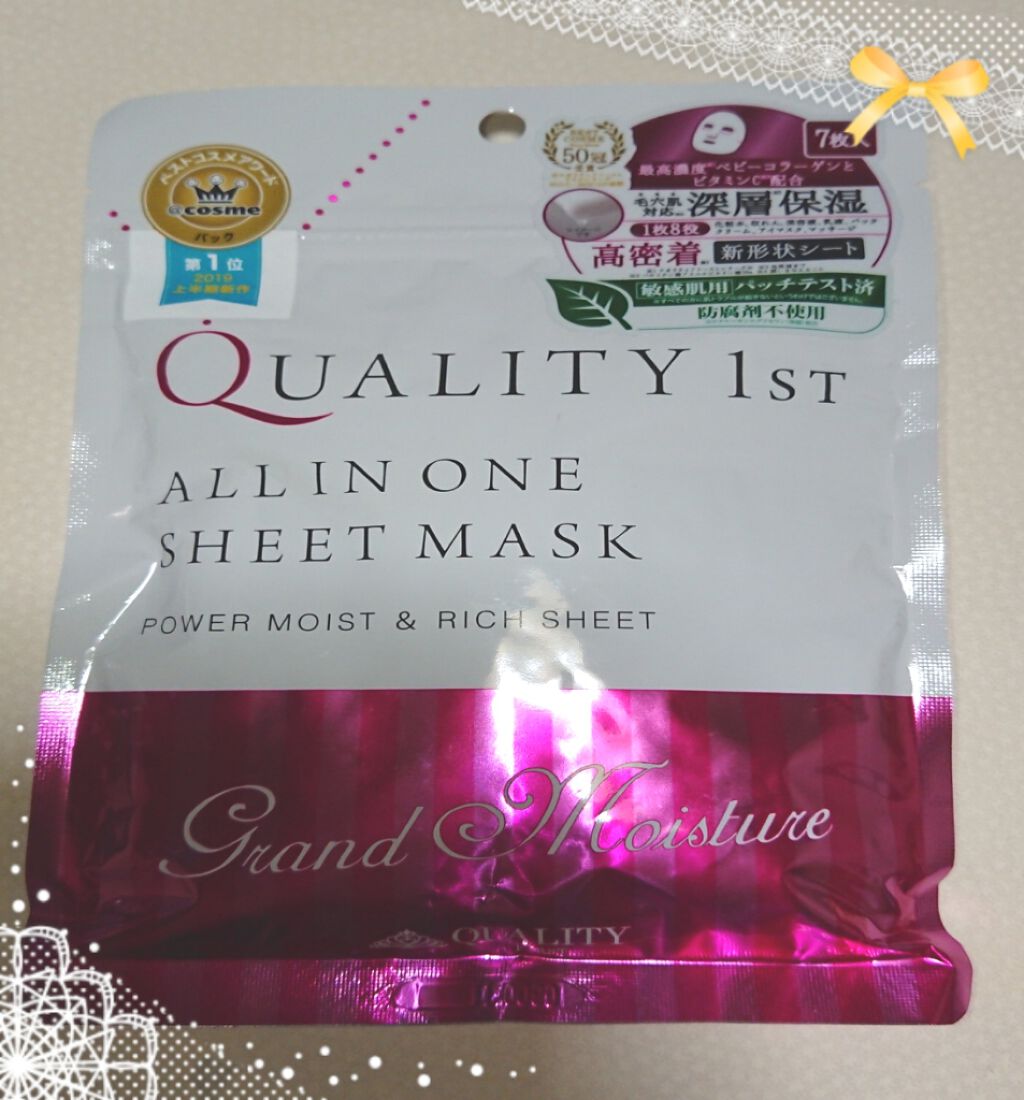 ベストコスメアワード
@cosme
パック
第1位
2019
上半期新作
50冠
受賞
7枚入
最高濃度ベビーコラーゲンと
ビタミンC配合
毛穴肌
対応
深層保湿
1枚8役
高密着
新形状シート
敏感肌用 パッチテスト済
防腐剤不使用
QUALITY 1ST
ALL IN ONE
SHEET MASK
POWER MOIST & RICH SHEET
Grand Moisture
QUALITY